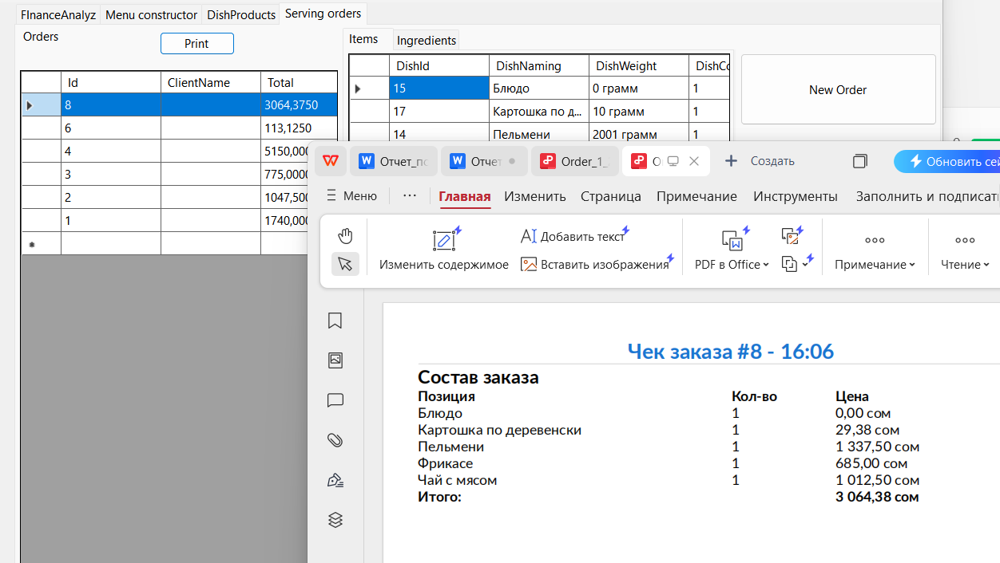 FInanceAnalyz Menu constructor DishProducts Serving orders
Orders
Print
Items Ingredients
Id ClientName Total
8 3064,3750
6 113,1250
4 5150,000
3 775,0000
2 1047,500
1 1740,000
DishId DishNaming DishWeight DishCo
15 Блюдо 0 грамм 1
17 Картошка по д... 10 грамм 1
14 Пельмени 2001 грамм 1
New Order
W Отчет_по W Отчет Order_1_ O Создать Обновить сей
Меню ... Главная Изменить Страница Примечание Инструменты Заполнить и подписать
Изменить содержимое
Добавить текст
Вставить изображения
PDF в Office
Примечание
Чтение
Чек заказа #8 - 16:06
Состав заказа
Позиция Кол-во Цена
Блюдо 1 0,00 сом
Картошка по деревенски 1 29,38 сом
Пельмени 1 1 337,50 сом
Фрикасе 1 685,00 сом
Чай с мясом 1 1 012,50 сом
Итого: 3 064,38 сом